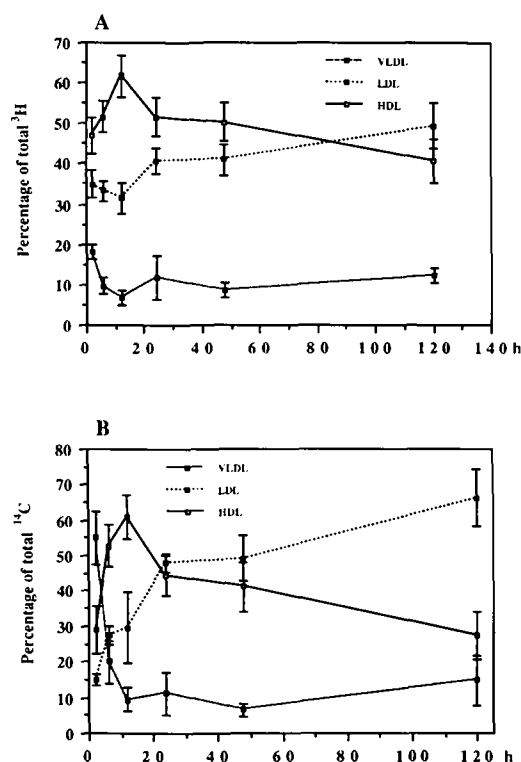 A
70
60
50
40
30
20
10
0
Percentage of total ³H
VLDL
LDL
HDL
0 20 40 60 80 100 120 140 h
B
80
70
60
50
40
30
20
10
0
Percentage of total ¹⁴C
VLDL
LDL
HDL
0 20 40 60 80 100 120 h